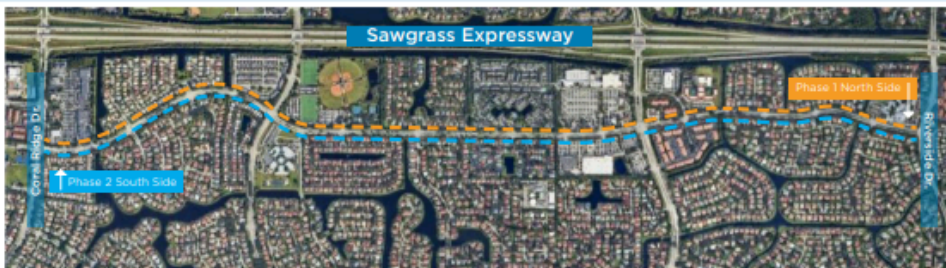 Sawgrass Expressway
Phase 1 North Side
Coral Ridge Dr.
Riverside Dr.
Phase 2 South Side